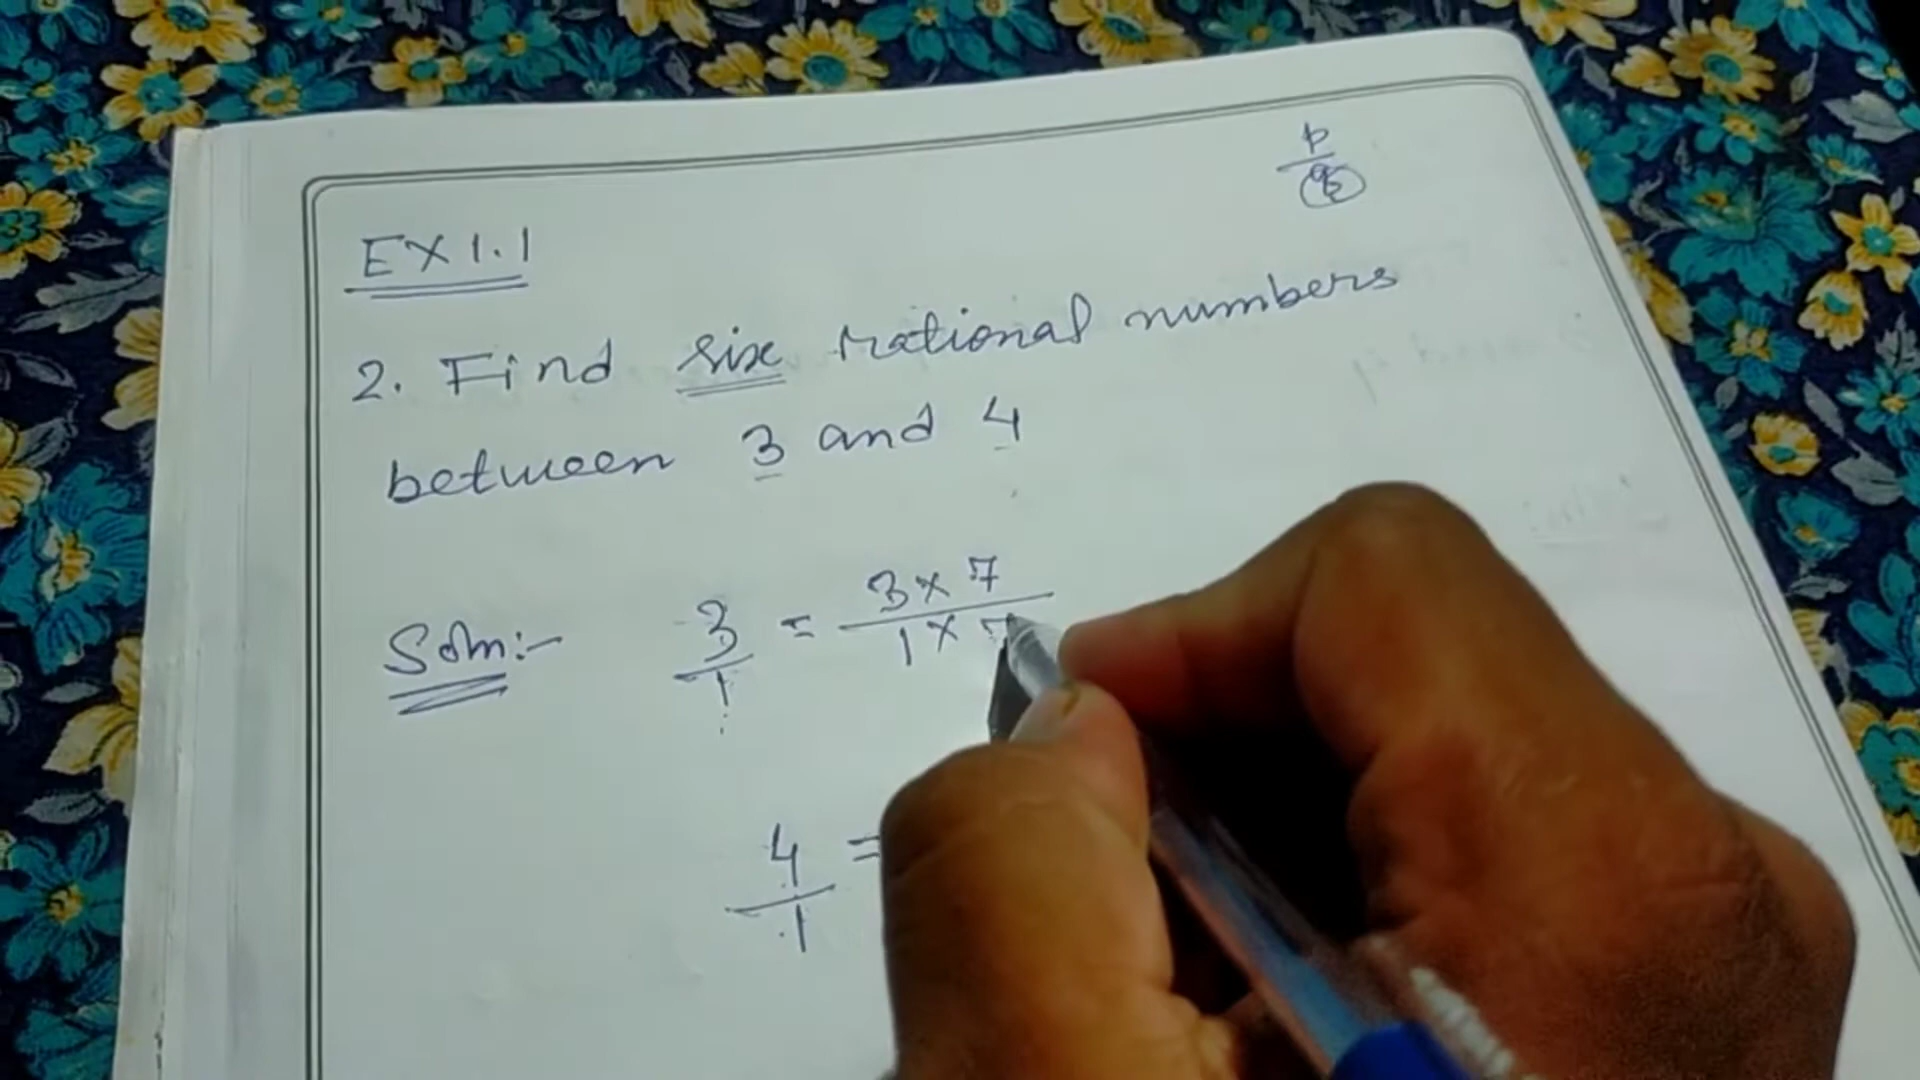 p
q
EX 1.1
2. Find six rational numbers
between 3 and 4
Soln:- 3/1 = 3×7/1×7
4/1 =